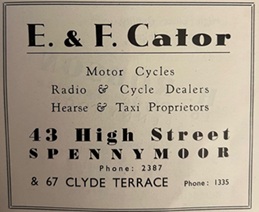 E. & F. Cator
Motor Cycles
Radio & Cycle Dealers
Hearse & Taxi Proprietors
43 High Street
SPENNYMOOR
Phone: 2387
& 67 CLYDE TERRACE Phone: 1335